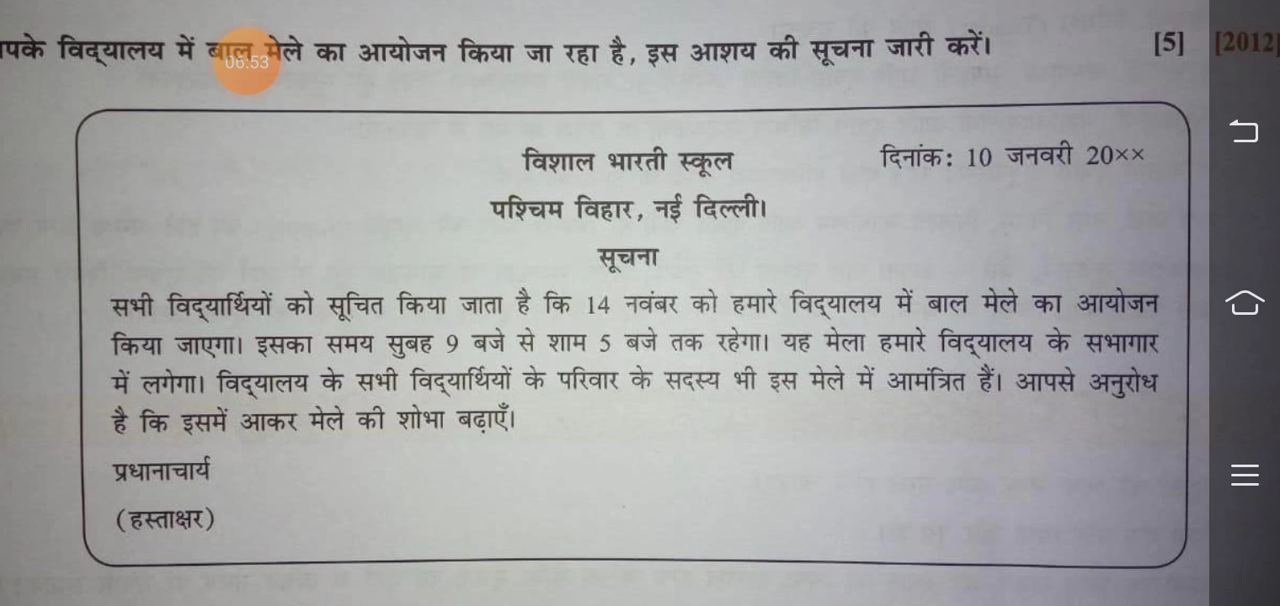 पके विद्यालय में बाल मेले का आयोजन किया जा रहा है, इस आशय की सूचना जारी करें। [5] [2012]
06:53
विशाल भारती स्कूल दिनांक: 10 जनवरी 20××
पश्चिम विहार, नई दिल्ली।
सूचना
सभी विद्यार्थियों को सूचित किया जाता है कि 14 नवंबर को हमारे विद्यालय में बाल मेले का आयोजन
किया जाएगा। इसका समय सुबह 9 बजे से शाम 5 बजे तक रहेगा। यह मेला हमारे विद्यालय के सभागार
में लगेगा। विद्यालय के सभी विद्यार्थियों के परिवार के सदस्य भी इस मेले में आमंत्रित हैं। आपसे अनुरोध
है कि इसमें आकर मेले की शोभा बढ़ाएँ।
प्रधानाचार्य
(हस्ताक्षर)